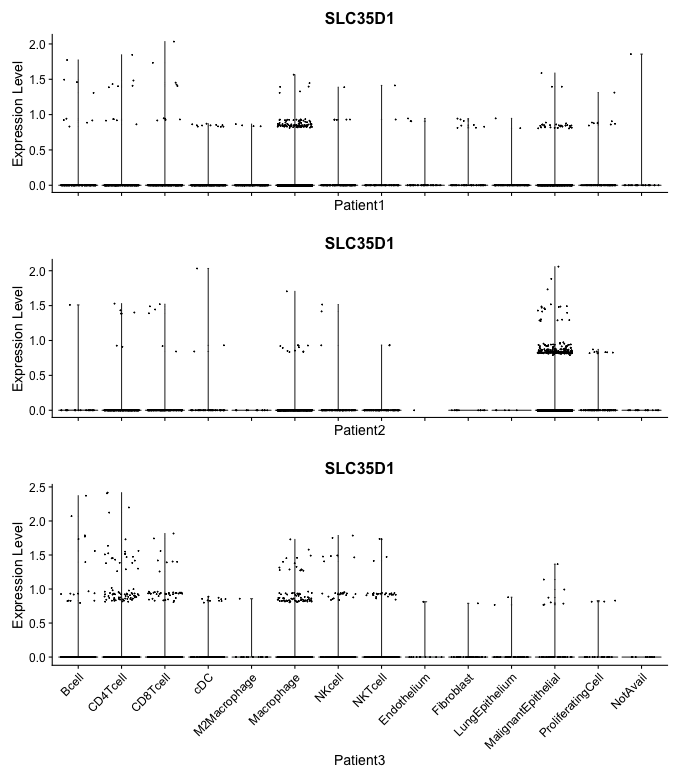 SLC35D1
Expression Level
2.0
1.5
1.0
0.5
0.0
Patient1
SLC35D1
Expression Level
2.0
1.5
1.0
0.5
0.0
Patient2
SLC35D1
Expression Level
2.5
2.0
1.5
1.0
0.5
0.0
Bcell
CD4Tcell
CD8Tcell
cDC
M2Macrophage
Macrophage
NKcell
NKTcell
Endothelium
Fibroblast
LungEpithelium
MalignantEpithelial
ProliferatingCell
NotAvail
Patient3